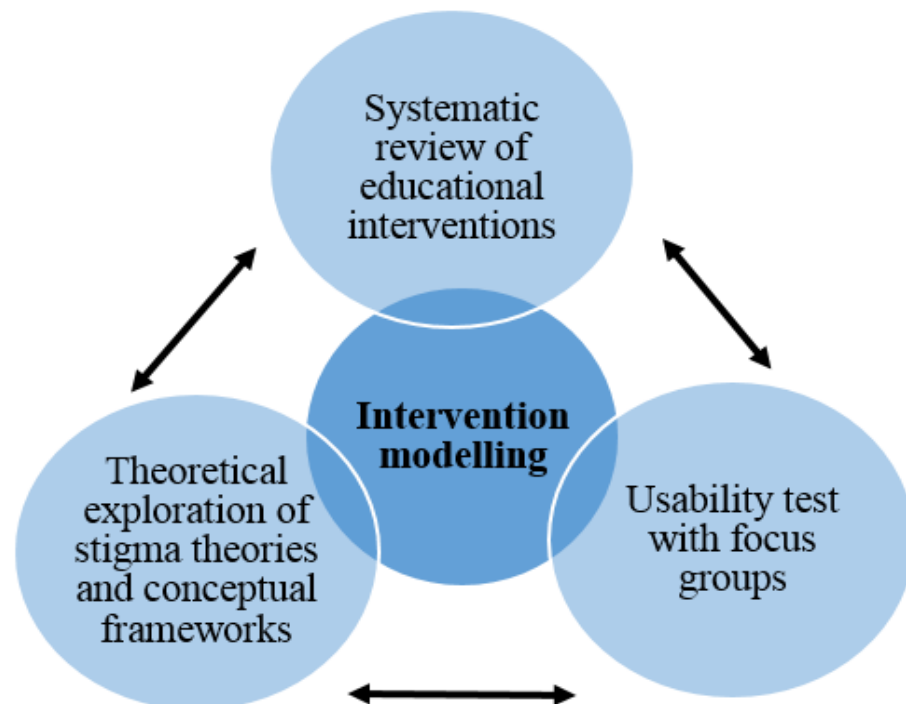 Systematic
review of
educational
interventions
Intervention
modelling
Theoretical
exploration of
stigma theories
and conceptual
frameworks
Usability test
with focus
groups